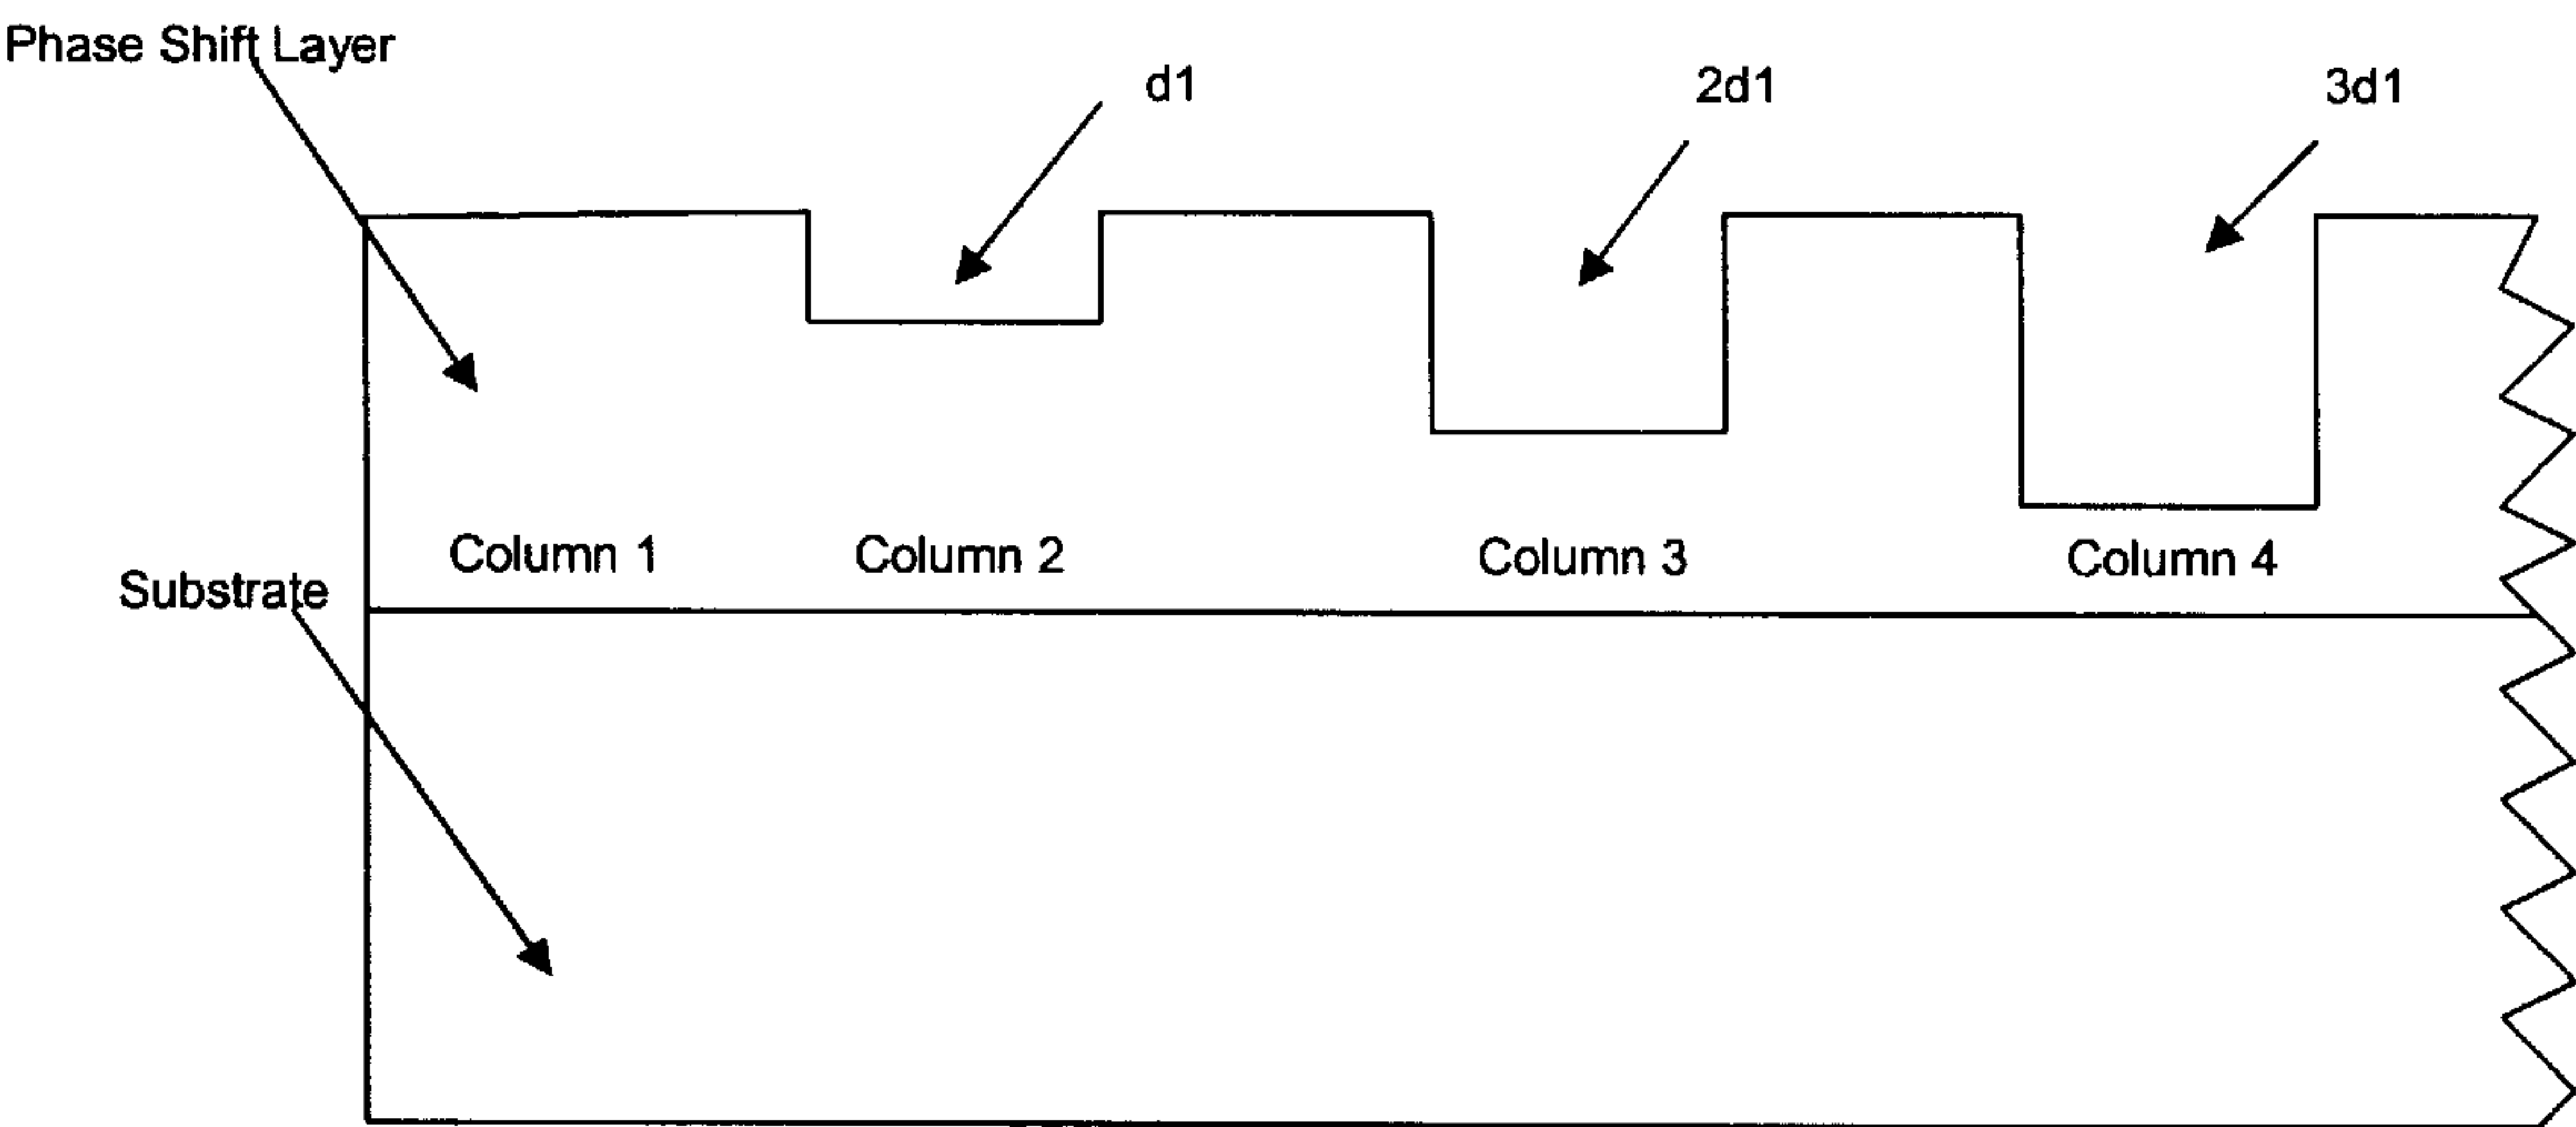 Phase Shift Layer
d1
2d1
3d1
Column 1
Column 2
Column 3
Column 4
Substrate